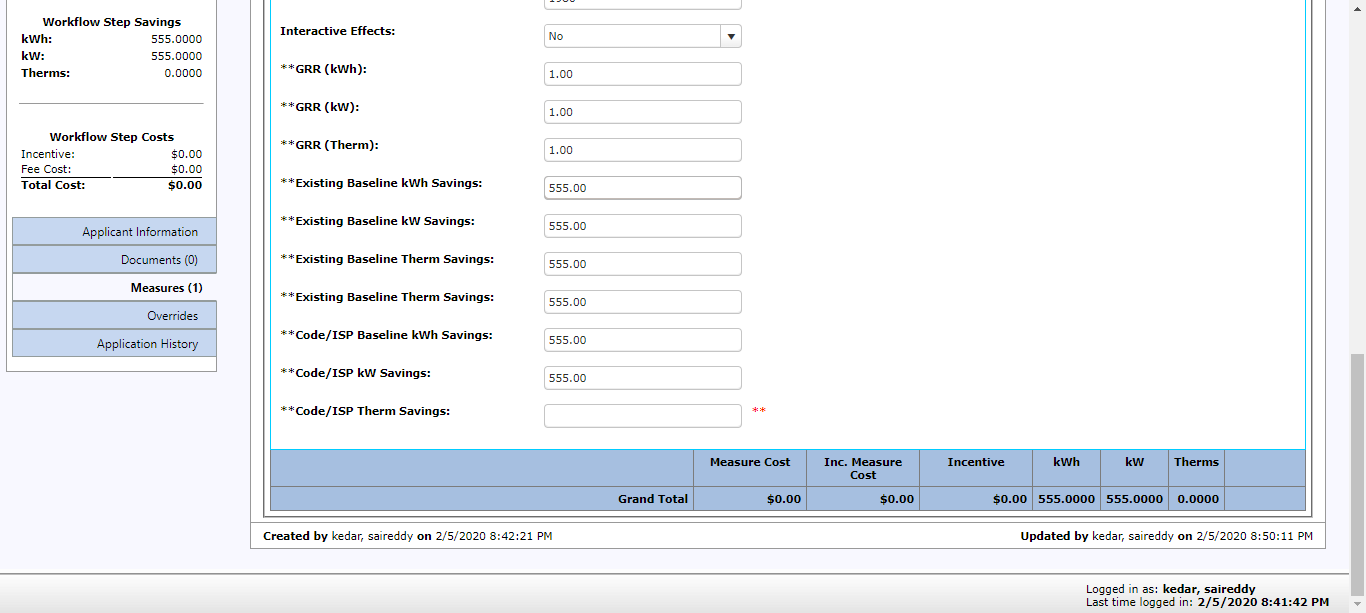 Workflow Step Savings
kWh: 555.0000
kW: 555.0000
Therms: 0.0000
Workflow Step Costs
Incentive: $0.00
Fee Cost: $0.00
Total Cost: $0.00
Applicant Information
Documents (0)
Measures (1)
Overrides
Application History
Interactive Effects: No
**GRR (kWh): 1.00
**GRR (kW): 1.00
**GRR (Therm): 1.00
**Existing Baseline kWh Savings: 555.00
**Existing Baseline kW Savings: 555.00
**Existing Baseline Therm Savings: 555.00
**Existing Baseline Therm Savings: 555.00
**Code/ISP Baseline kWh Savings: 555.00
**Code/ISP kW Savings: 555.00
**Code/ISP Therm Savings: **
Measure Cost Inc. Measure Cost Incentive kWh kW Therms
Grand Total $0.00 $0.00 $0.00 555.0000 555.0000 0.0000
Created by kedar, saireddy on 2/5/2020 8:42:21 PM
Updated by kedar, saireddy on 2/5/2020 8:50:11 PM
Logged in as: kedar, saireddy
Last time logged in: 2/5/2020 8:41:42 PM